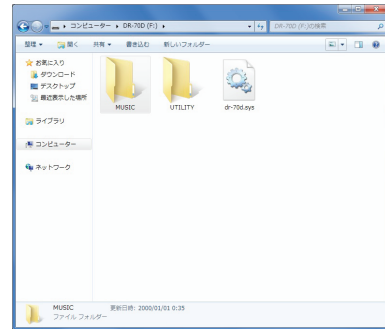 コンピューター ▸ DR-70D (F:) ▸
DR-70D (F:)の検索
整理 ▼ 開く 共有 ▼ 書き込む 新しいフォルダー
お気に入り
ダウンロード
デスクトップ
最近表示した場所
ライブラリ
コンピューター
ネットワーク
MUSIC
UTILITY
dr-70d.sys
MUSIC 更新日時: 2000/01/01 0:35
ファイル フォルダー